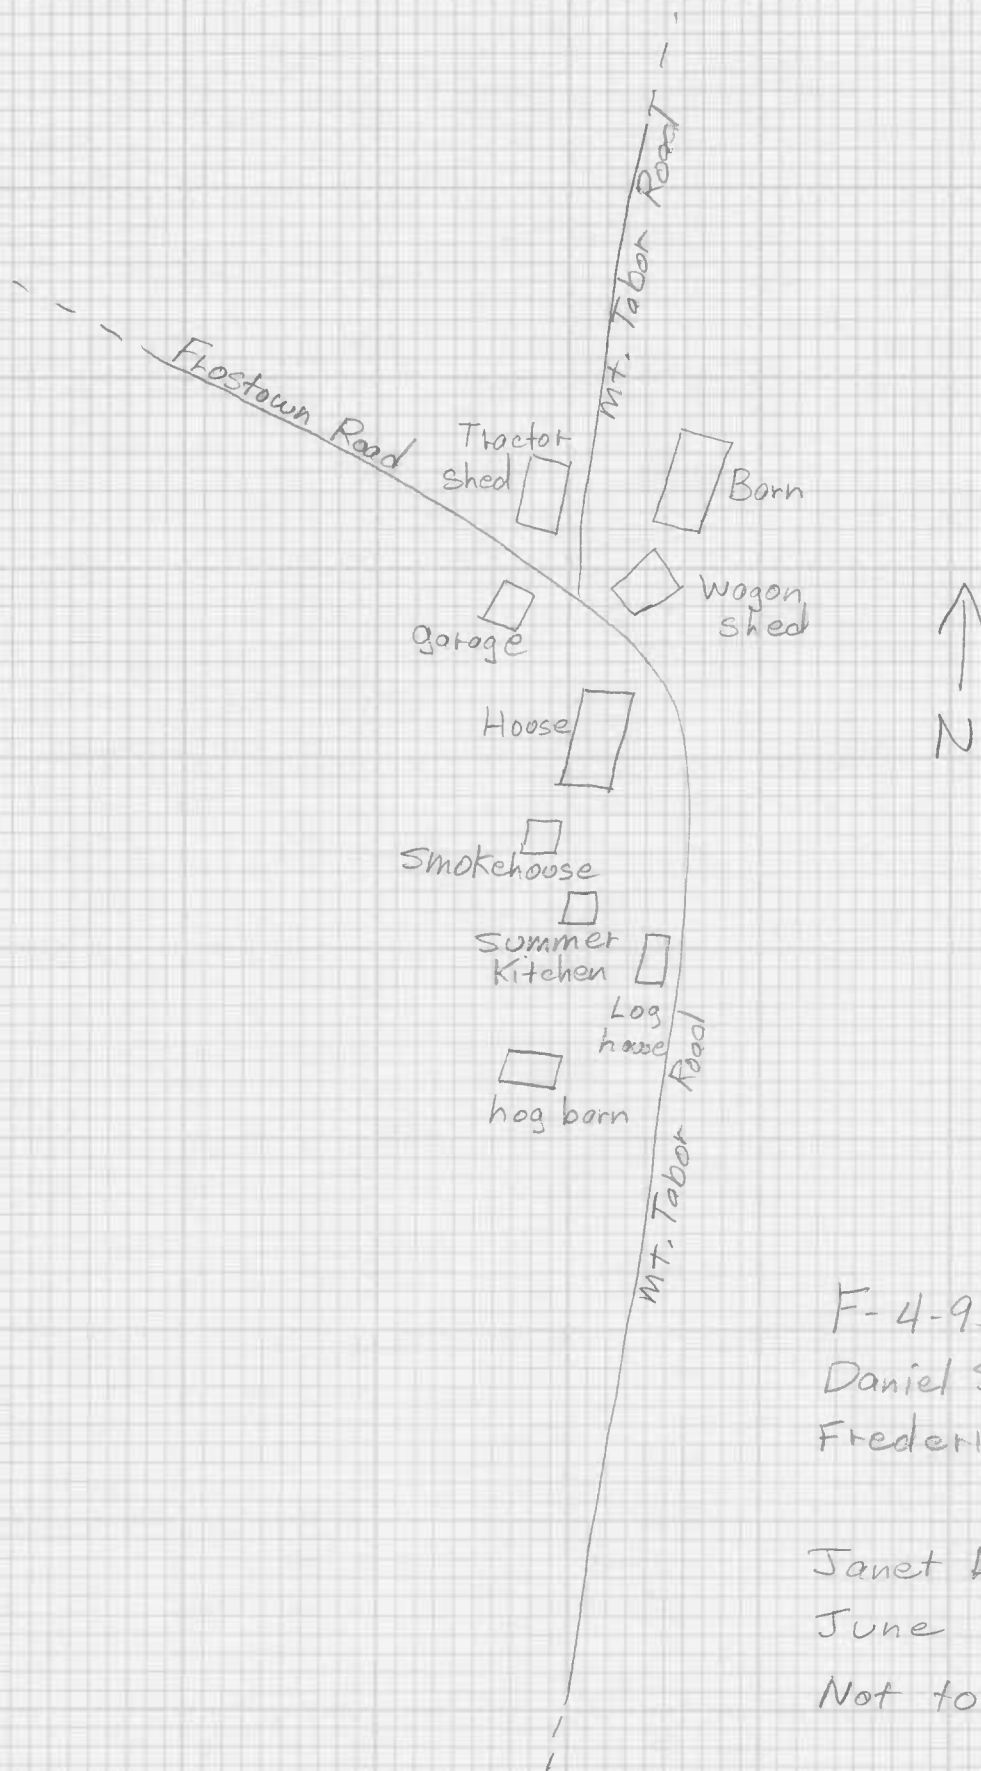 Mt. Tabor Road
Frostown Road
Tractor
shed
Barn
Wagon
shed
garage
House
N
Smokehouse
Summer
Kitchen
Log
house
hog barn
Mt. Tabor Road
F-4-9
Daniel
Frederi
Janet
June
Not to